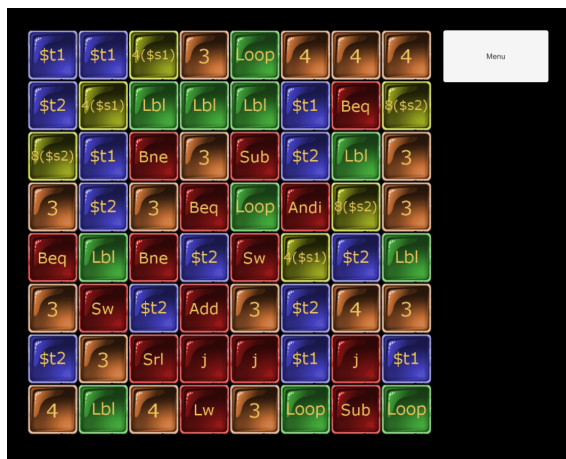 $t1 $t1 4($s1) 3 Loop 4 4 4 Menu
$t2 4($s1) Lbl Lbl Lbl $t1 Beq 8($s2)
8($s2) $t1 Bne 3 Sub $t2 Lbl 3
3 $t2 3 Beq Loop Andi 8($s2) 3
Beq Lbl Bne $t2 Sw 4($s1) $t2 Lbl
3 Sw $t2 Add 3 $t2 4 3
$t2 3 Srl j j $t1 j $t1
4 Lbl 4 Lw 3 Loop Sub Loop